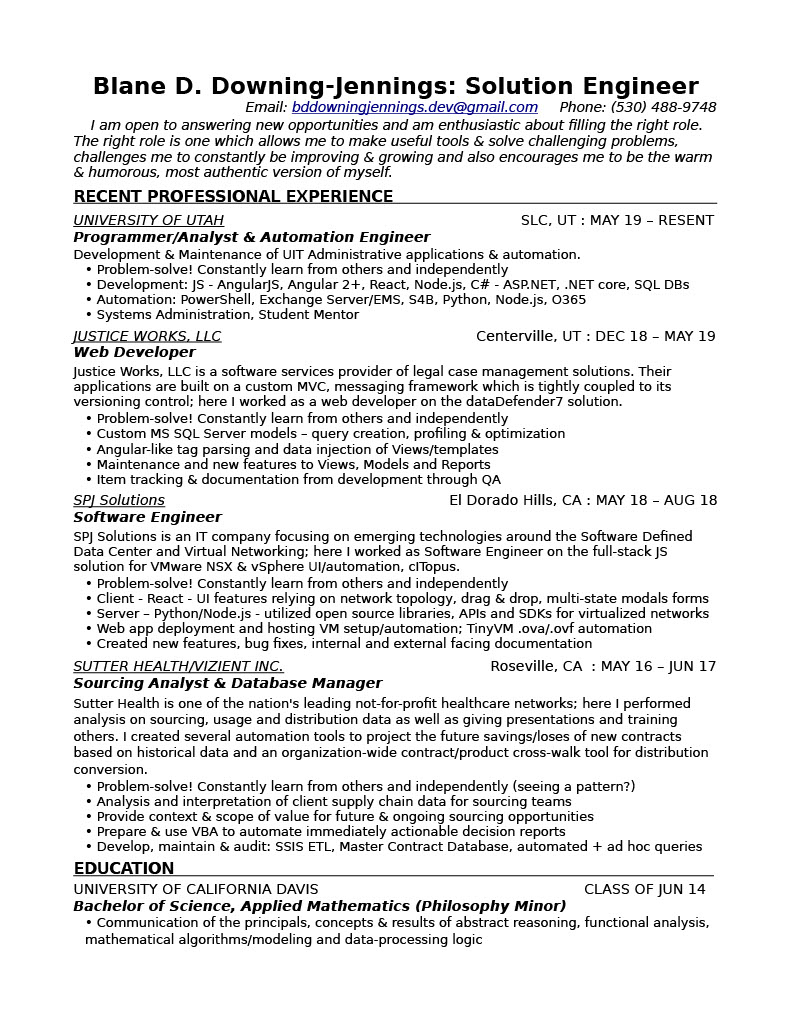 Blane D. Downing-Jennings: Solution Engineer
Email: bddowningjennings.dev@gmail.com Phone: (530) 488-9748
I am open to answering new opportunities and am enthusiastic about filling the right role.
The right role is one which allows me to make useful tools & solve challenging problems,
challenges me to constantly be improving & growing and also encourages me to be the warm
& humorous, most authentic version of myself.
RECENT PROFESSIONAL EXPERIENCE
UNIVERSITY OF UTAH SLC, UT : MAY 19 – RESENT
Programmer/Analyst & Automation Engineer
Development & Maintenance of UIT Administrative applications & automation.
• Problem-solve! Constantly learn from others and independently
• Development: JS - AngularJS, Angular 2+, React, Node.js, C# - ASP.NET, .NET core, SQL DBs
• Automation: PowerShell, Exchange Server/EMS, S4B, Python, Node.js, O365
• Systems Administration, Student Mentor
JUSTICE WORKS, LLC Centerville, UT : DEC 18 – MAY 19
Web Developer
Justice Works, LLC is a software services provider of legal case management solutions. Their
applications are built on a custom MVC, messaging framework which is tightly coupled to its
versioning control; here I worked as a web developer on the dataDefender7 solution.
• Problem-solve! Constantly learn from others and independently
• Custom MS SQL Server models – query creation, profiling & optimization
• Angular-like tag parsing and data injection of Views/templates
• Maintenance and new features to Views, Models and Reports
• Item tracking & documentation from development through QA
SPJ Solutions El Dorado Hills, CA : MAY 18 – AUG 18
Software Engineer
SPJ Solutions is an IT company focusing on emerging technologies around the Software Defined
Data Center and Virtual Networking; here I worked as Software Engineer on the full-stack JS
solution for VMware NSX & vSphere UI/automation, cITopus.
• Problem-solve! Constantly learn from others and independently
• Client - React - UI features relying on network topology, drag & drop, multi-state modals forms
• Server – Python/Node.js - utilized open source libraries, APIs and SDKs for virtualized networks
• Web app deployment and hosting VM setup/automation; TinyVM .ova/.ovf automation
• Created new features, bug fixes, internal and external facing documentation
SUTTER HEALTH/VIZIENT INC. Roseville, CA : MAY 16 – JUN 17
Sourcing Analyst & Database Manager
Sutter Health is one of the nation's leading not-for-profit healthcare networks; here I performed
analysis on sourcing, usage and distribution data as well as giving presentations and training
others. I created several automation tools to project the future savings/loses of new contracts
based on historical data and an organization-wide contract/product cross-walk tool for distribution
conversion.
• Problem-solve! Constantly learn from others and independently (seeing a pattern?)
• Analysis and interpretation of client supply chain data for sourcing teams
• Provide context & scope of value for future & ongoing sourcing opportunities
• Prepare & use VBA to automate immediately actionable decision reports
• Develop, maintain & audit: SSIS ETL, Master Contract Database, automated + ad hoc queries
EDUCATION
UNIVERSITY OF CALIFORNIA DAVIS CLASS OF JUN 14
Bachelor of Science, Applied Mathematics (Philosophy Minor)
• Communication of the principals, concepts & results of abstract reasoning, functional analysis,
mathematical algorithms/modeling and data-processing logic